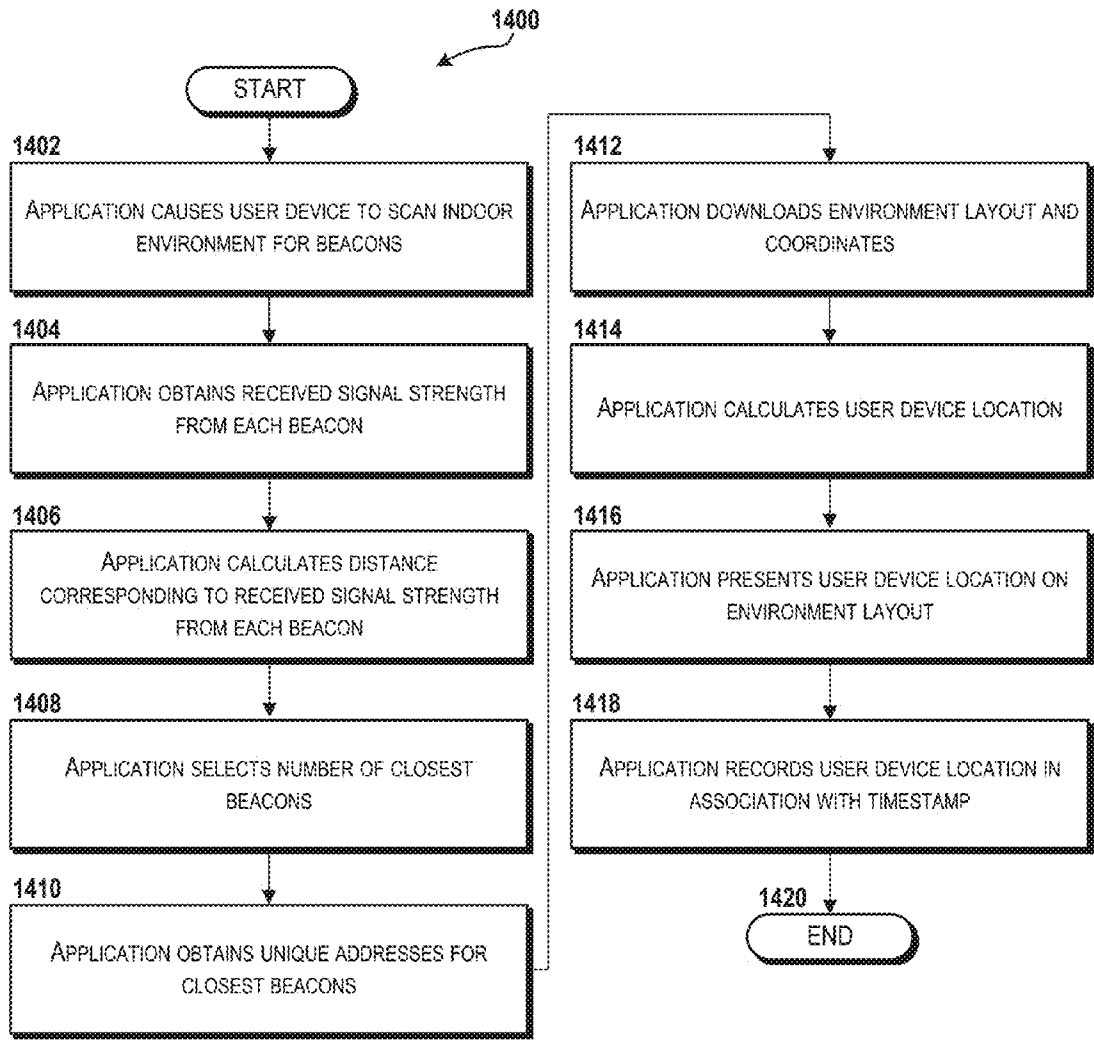 1400
START
1402
APPLICATION CAUSES USER DEVICE TO SCAN INDOOR
ENVIRONMENT FOR BEACONS
1404
APPLICATION OBTAINS RECEIVED SIGNAL STRENGTH
FROM EACH BEACON
1406
APPLICATION CALCULATES DISTANCE
CORRESPONDING TO RECEIVED SIGNAL STRENGTH
FROM EACH BEACON
1408
APPLICATION SELECTS NUMBER OF CLOSEST
BEACONS
1410
APPLICATION OBTAINS UNIQUE ADDRESSES FOR
CLOSEST BEACONS
1412
APPLICATION DOWNLOADS ENVIRONMENT LAYOUT AND
COORDINATES
1414
APPLICATION CALCULATES USER DEVICE LOCATION
1416
APPLICATION PRESENTS USER DEVICE LOCATION ON
ENVIRONMENT LAYOUT
1418
APPLICATION RECORDS USER DEVICE LOCATION IN
ASSOCIATION WITH TIMESTAMP
1420
END